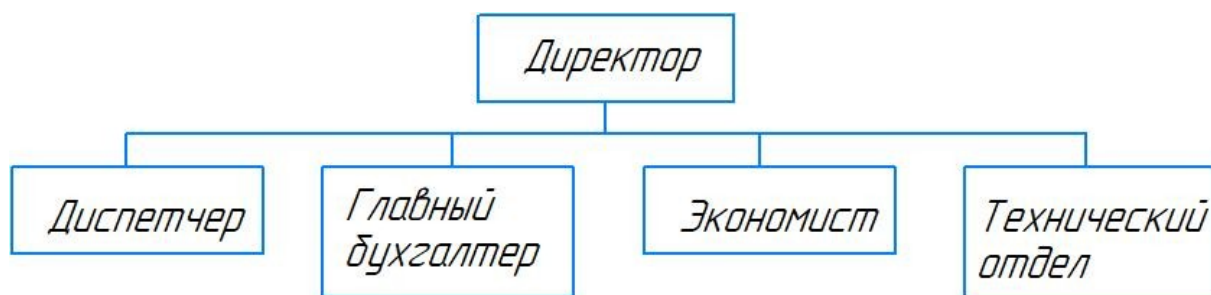 Директор
Диспетчер
Главный
бухгалтер
Экономист
Технический
отдел